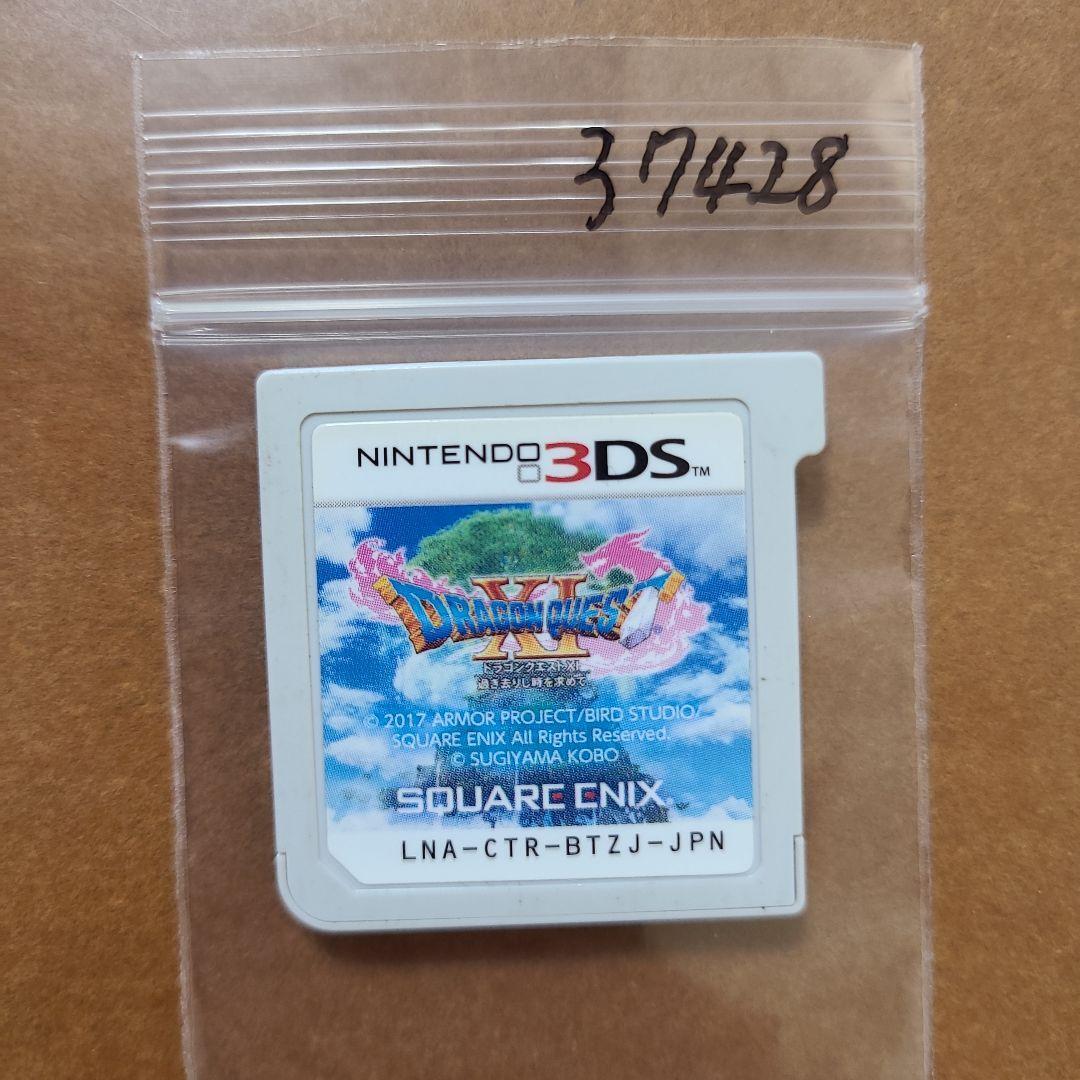 37428
NINTENDO 3DS™
DRAGON QUEST XI
ドラゴンクエストXI
過ぎ去りし時を求めて
© 2017 ARMOR PROJECT/BIRD STUDIO/
SQUARE ENIX All Rights Reserved.
© SUGIYAMA KOBO
SQUARE ENIX
LNA-CTR-BTZJ-JPN